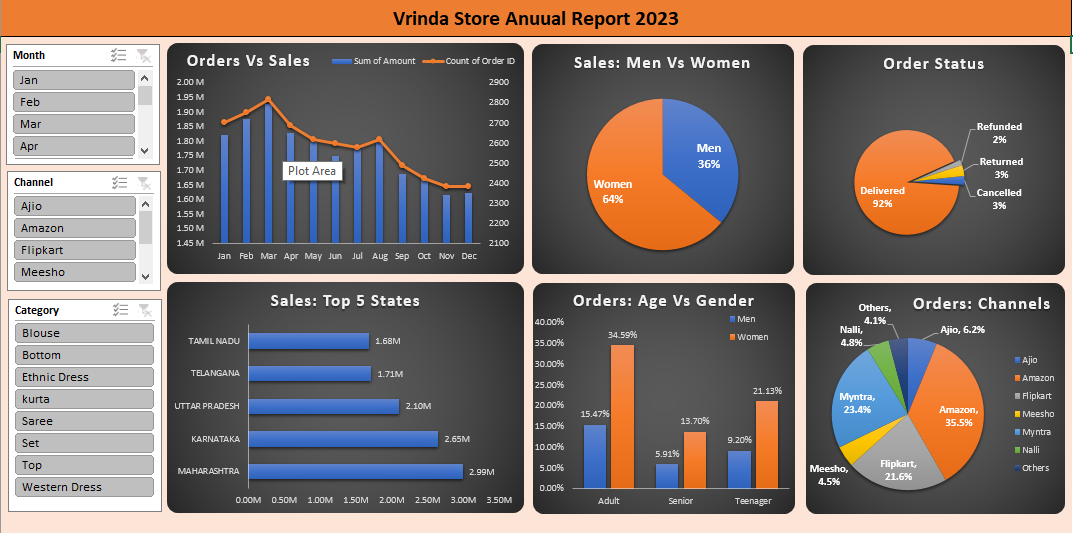 Vrinda Store Anuual Report 2023
Month
Jan
Feb
Mar
Apr
Channel
Ajio
Amazon
Flipkart
Meesho
Category
Blouse
Bottom
Ethnic Dress
kurta
Saree
Set
Top
Western Dress
Orders Vs Sales
Sum of Amount
Count of Order ID
2.00 M
1.95 M
1.90 M
1.85 M
1.80 M
1.75 M
1.70 M
1.65 M
1.60 M
1.55 M
1.50 M
1.45 M
2900
2800
2700
2600
2500
2400
2300
2200
2100
Plot Area
Jan Feb Mar Apr May Jun Jul Aug Sep Oct Nov Dec
Sales: Men Vs Women
Men
36%
Women
64%
Order Status
Refunded
2%
Returned
3%
Cancelled
3%
Delivered
92%
Sales: Top 5 States
TAMIL NADU 1.68M
TELANGANA 1.71M
UTTAR PRADESH 2.10M
KARNATAKA 2.65M
MAHARASHTRA 2.99M
0.00M 0.50M 1.00M 1.50M 2.00M 2.50M 3.00M 3.50M
Orders: Age Vs Gender
Men
Women
40.00%
35.00%
30.00%
25.00%
20.00%
15.00%
10.00%
5.00%
0.00%
15.47%
34.59%
5.91%
13.70%
9.20%
21.13%
Adult Senior Teenager
Orders: Channels
Others,
4.1%
Ajio, 6.2%
Nalli,
4.8%
Myntra,
23.4%
Amazon,
35.5%
Meesho,
4.5%
Flipkart,
21.6%
Ajio
Amazon
Flipkart
Meesho
Myntra
Nalli
Others